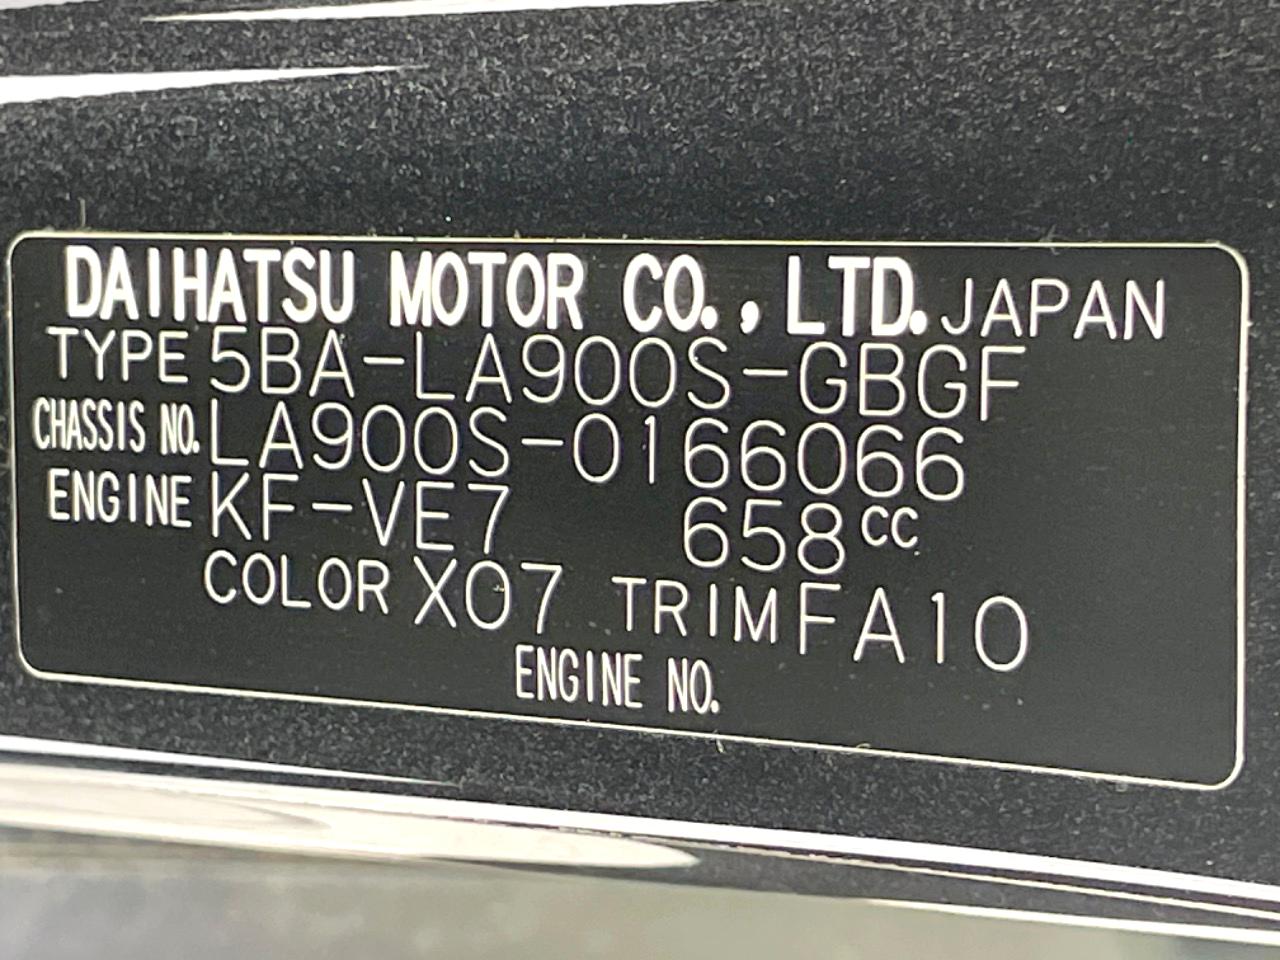 DAIHATSU MOTOR CO., LTD. JAPAN
TYPE 5BA-LA900S-GBGF
CHASSIS NO. LA900S-0166066
ENGINE KF-VE7 658cc
COLOR X07 TRIM FA10
ENGINE NO.